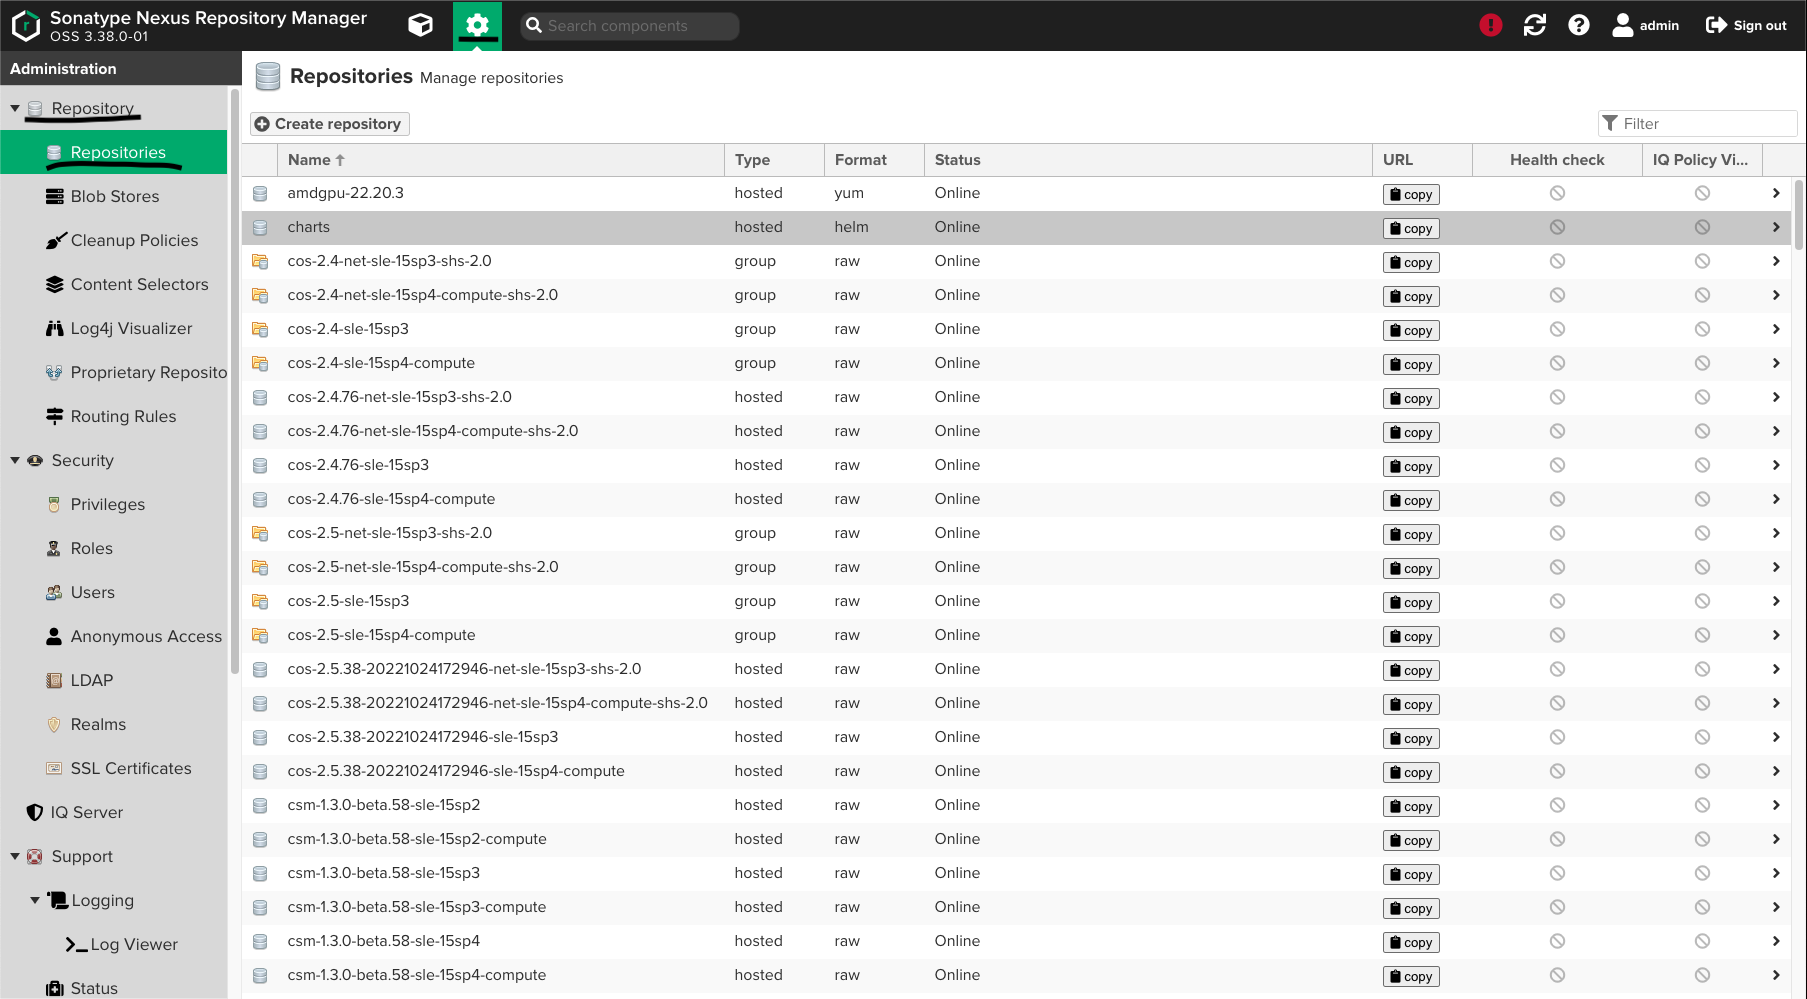 Sonatype Nexus Repository Manager
OSS 3.38.0-01
Search components
admin
Sign out
Administration
Repository
Repositories
Blob Stores
Cleanup Policies
Content Selectors
Log4j Visualizer
Proprietary Reposito
Routing Rules
Security
Privileges
Roles
Users
Anonymous Access
LDAP
Realms
SSL Certificates
IQ Server
Support
Logging
Log Viewer
Status
Repositories Manage repositories
Create repository
Filter
Name Type Format Status URL Health check IQ Policy Vi...
amdgpu-22.20.3 hosted yum Online copy
charts hosted helm Online copy
cos-2.4-net-sle-15sp3-shs-2.0 group raw Online copy
cos-2.4-net-sle-15sp4-compute-shs-2.0 group raw Online copy
cos-2.4-sle-15sp3 group raw Online copy
cos-2.4-sle-15sp4-compute group raw Online copy
cos-2.4.76-net-sle-15sp3-shs-2.0 hosted raw Online copy
cos-2.4.76-net-sle-15sp4-compute-shs-2.0 hosted raw Online copy
cos-2.4.76-sle-15sp3 hosted raw Online copy
cos-2.4.76-sle-15sp4-compute hosted raw Online copy
cos-2.5-net-sle-15sp3-shs-2.0 group raw Online copy
cos-2.5-net-sle-15sp4-compute-shs-2.0 group raw Online copy
cos-2.5-sle-15sp3 group raw Online copy
cos-2.5-sle-15sp4-compute group raw Online copy
cos-2.5.38-20221024172946-net-sle-15sp3-shs-2.0 hosted raw Online copy
cos-2.5.38-20221024172946-net-sle-15sp4-compute-shs-2.0 hosted raw Online copy
cos-2.5.38-20221024172946-sle-15sp3 hosted raw Online copy
cos-2.5.38-20221024172946-sle-15sp4-compute hosted raw Online copy
csm-1.3.0-beta.58-sle-15sp2 hosted raw Online copy
csm-1.3.0-beta.58-sle-15sp2-compute hosted raw Online copy
csm-1.3.0-beta.58-sle-15sp3 hosted raw Online copy
csm-1.3.0-beta.58-sle-15sp3-compute hosted raw Online copy
csm-1.3.0-beta.58-sle-15sp4 hosted raw Online copy
csm-1.3.0-beta.58-sle-15sp4-compute hosted raw Online copy